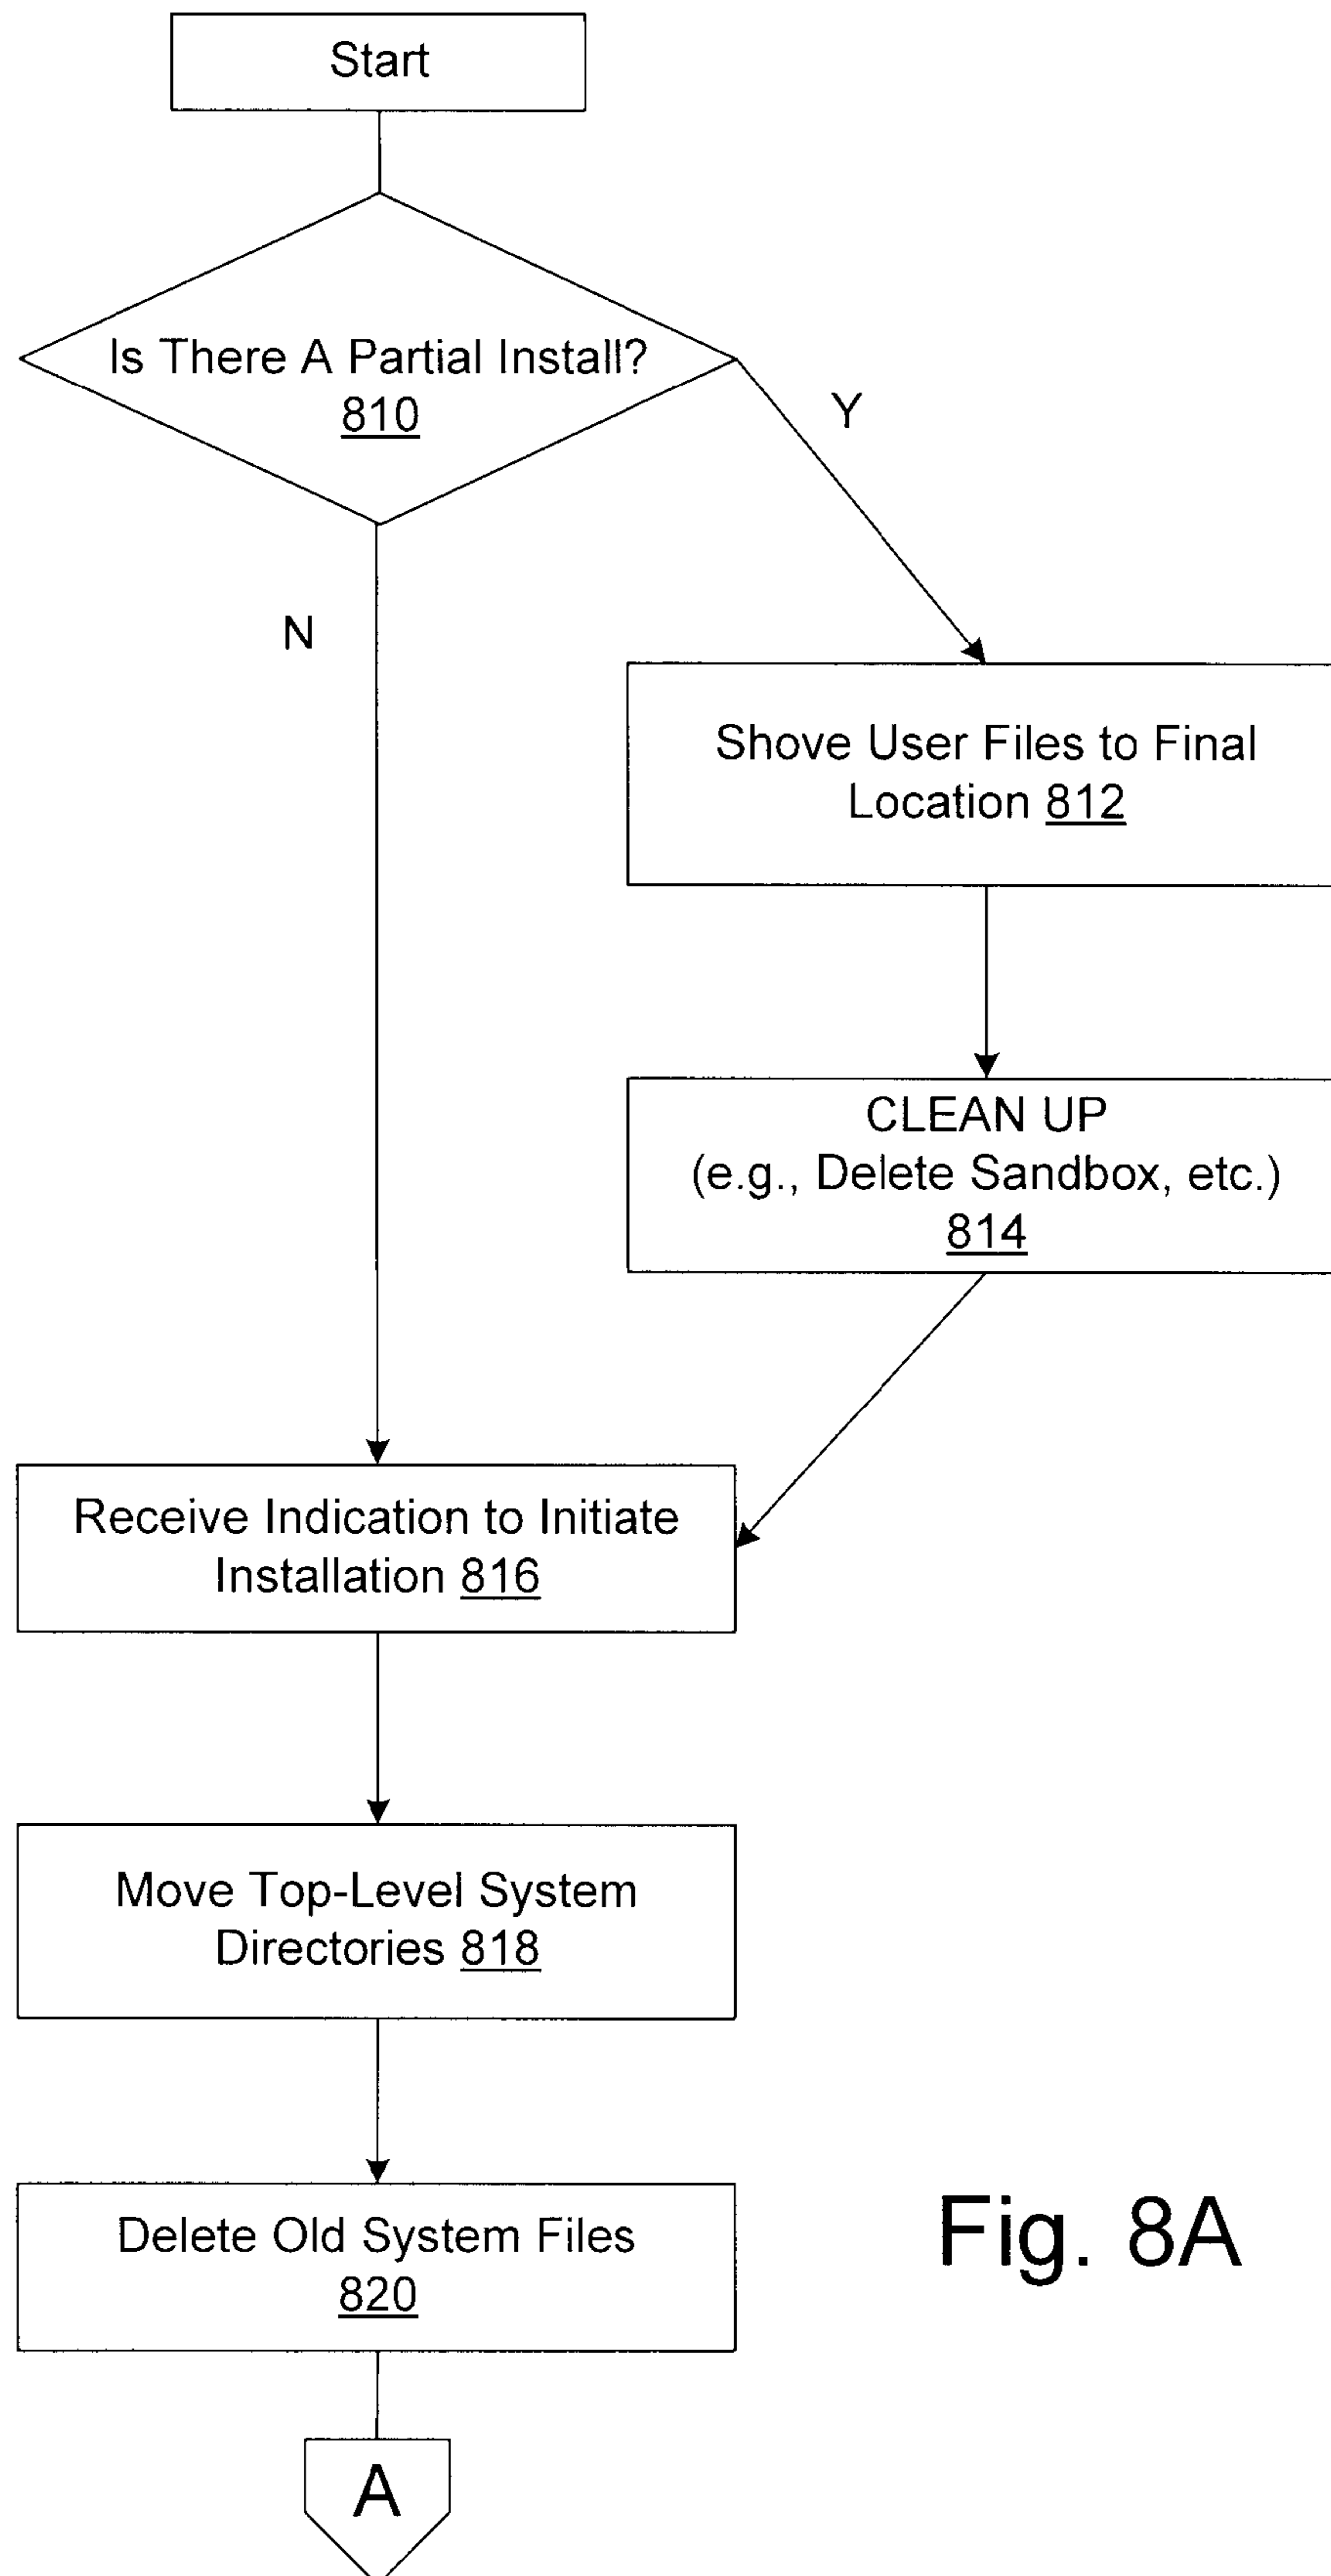 Start
Is There A Partial Install?
810
Y
N
Shove User Files to Final
Location 812
CLEAN UP
(e.g., Delete Sandbox, etc.)
814
Receive Indication to Initiate
Installation 816
Move Top-Level System
Directories 818
Delete Old System Files
820
Fig. 8A
A